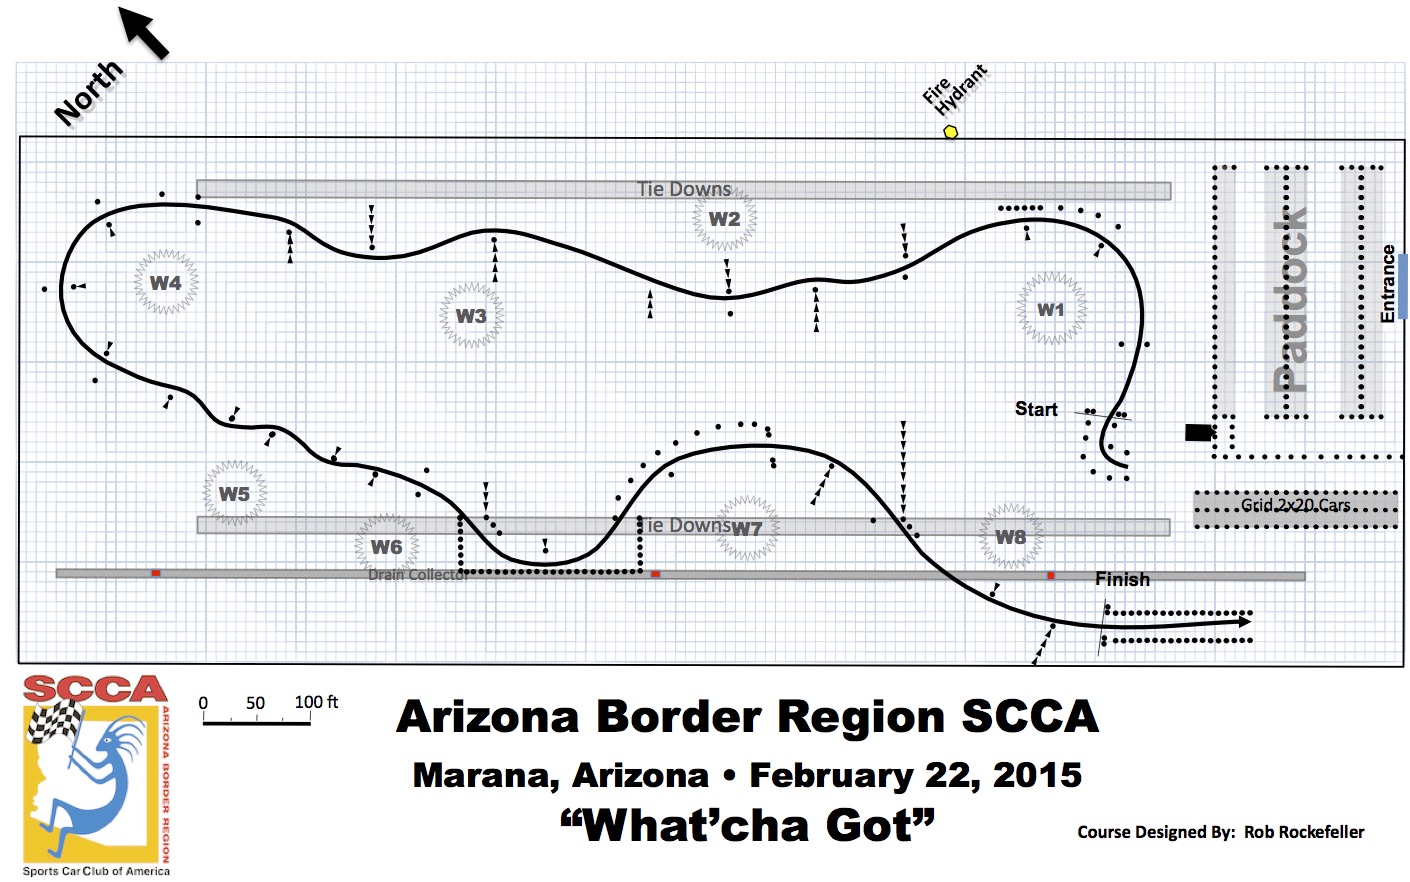 North
Fire
Hydrant
Tie Downs
W2
W4
W3
W1
Paddock
Entrance
Start
W5
Grid 2x20 Cars
Tie Downs
W7
W8
W6
Drain Collector
Finish
SCCA
ARIZONA BORDER REGION
Sports Car Club of America
0 50 100 ft
Arizona Border Region SCCA
Marana, Arizona • February 22, 2015
“What’cha Got”
Course Designed By: Rob Rockefeller